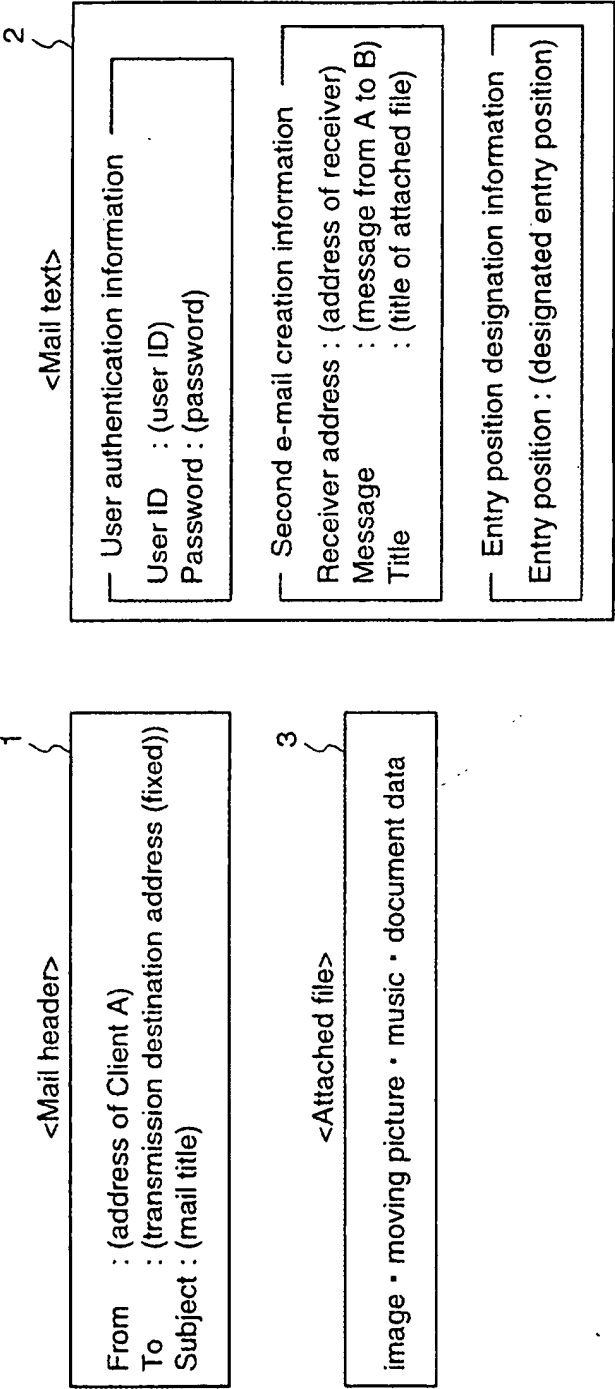 <Mail header>
1
From : (address of Client A)
To : (transmission destination address (fixed))
Subject : (mail title)
<Attached file>
3
image・moving picture・music・document data
<Mail text>
2
User authentication information
User ID : (user ID)
Password : (password)
Second e-mail creation information
Receiver address : (address of receiver)
Message : (message from A to B)
Title : (title of attached file)
Entry position designation information
Entry position : (designated entry position)